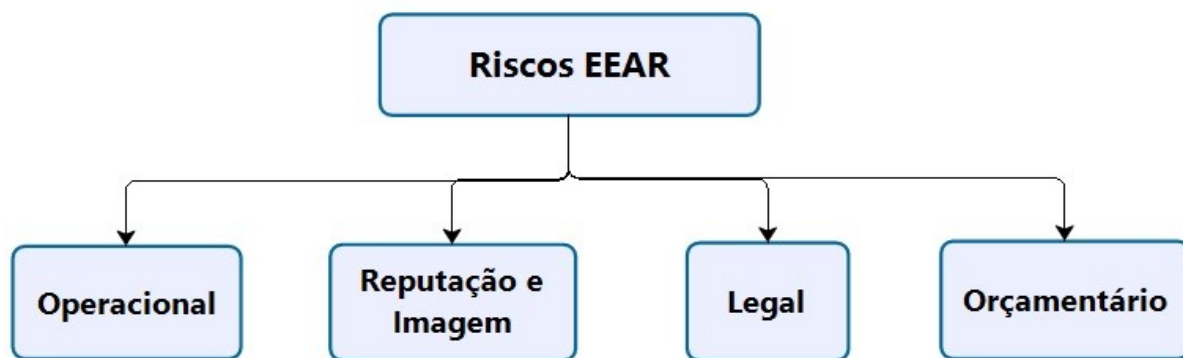 Riscos EEAR
Operacional
Reputação e
Imagem
Legal
Orçamentário